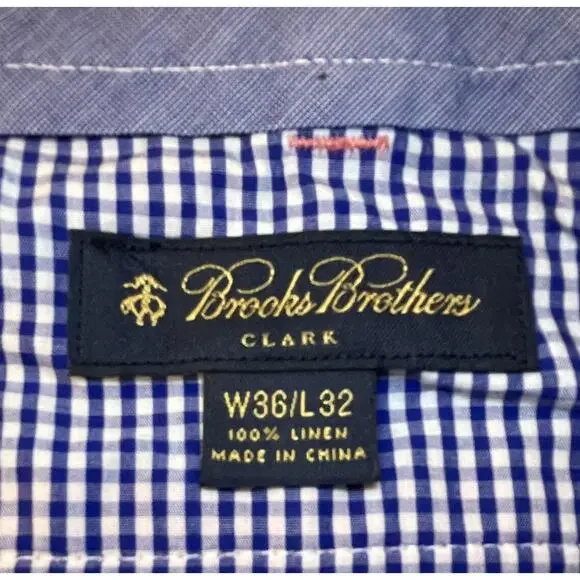 Brooks Brothers
CLARK
W36/L32
100% LINEN
MADE IN CHINA